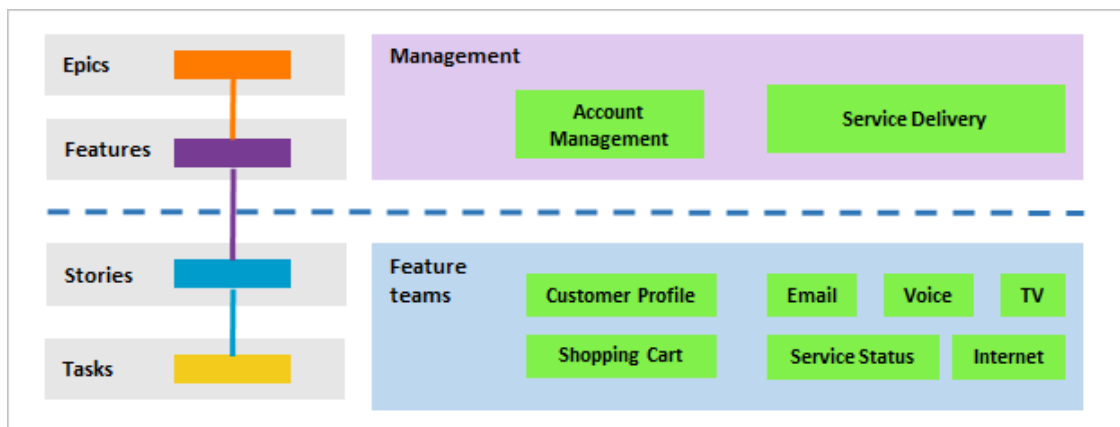 Epics
Features
Stories
Tasks
Management
Account
Management
Service Delivery
Feature
teams
Customer Profile
Email
Voice
TV
Shopping Cart
Service Status
Internet